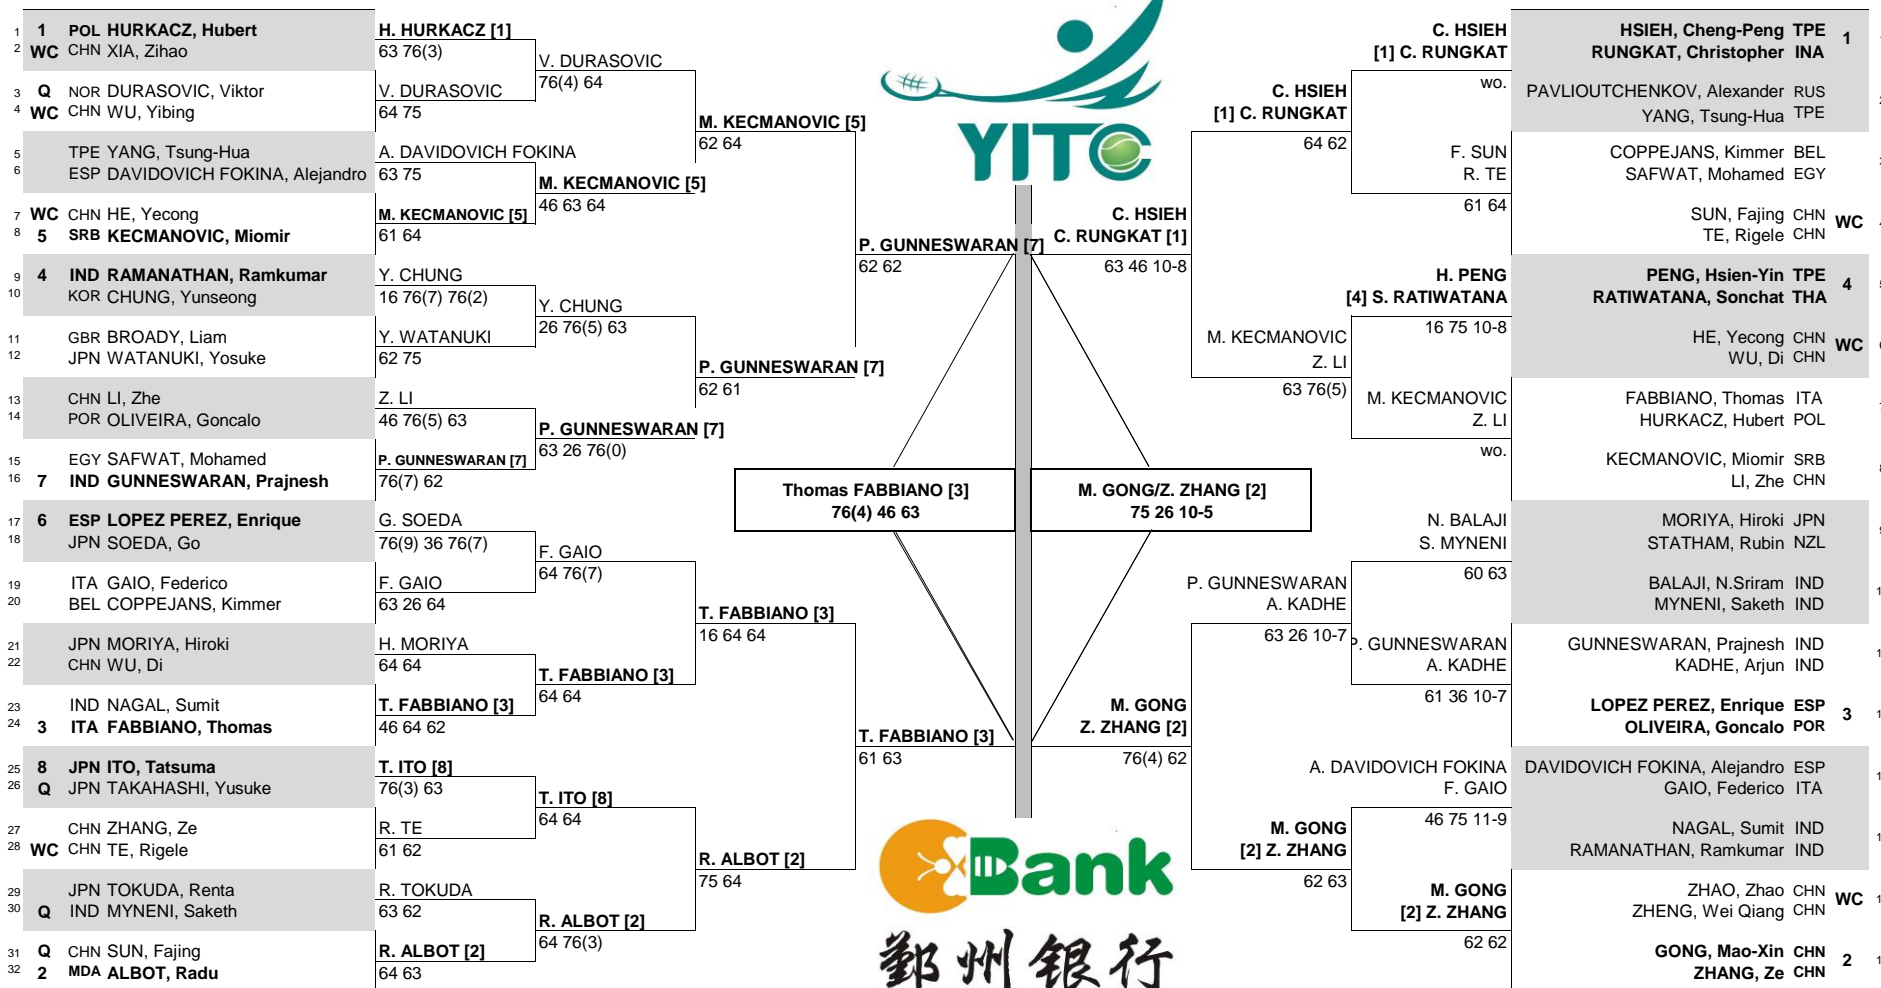 1 1 POL HURKACZ, Hubert
2 WC CHN XIA, Zihao
3 Q NOR DURASOVIC, Viktor
4 WC CHN WU, Yibing
5 TPE YANG, Tsung-Hua
6 ESP DAVIDOVICH FOKINA, Alejandro
7 WC CHN HE, Yecong
8 5 SRB KECMANOVIC, Miomir
9 4 IND RAMANATHAN, Ramkumar
10 KOR CHUNG, Yunseong
11 GBR BROADY, Liam
12 JPN WATANUKI, Yosuke
13 CHN LI, Zhe
14 POR OLIVEIRA, Goncalo
15 EGY SAFWAT, Mohamed
16 7 IND GUNNESWARAN, Prajnesh
17 6 ESP LOPEZ PEREZ, Enrique
18 JPN SOEDA, Go
19 ITA GAIO, Federico
20 BEL COPPEJANS, Kimmer
21 JPN MORIYA, Hiroki
22 CHN WU, Di
23 IND NAGAL, Sumit
24 3 ITA FABBIANO, Thomas
25 8 JPN ITO, Tatsuma
26 Q JPN TAKAHASHI, Yusuke
27 CHN ZHANG, Ze
28 WC CHN TE, Rigele
29 JPN TOKUDA, Renta
30 Q IND MYNENI, Saketh
31 Q CHN SUN, Fajing
32 2 MDA ALBOT, Radu
H. HURKACZ [1]
63 76(3)
V. DURASOVIC
64 75
A. DAVIDOVICH FOKINA
63 75
M. KECMANOVIC [5]
61 64
Y. CHUNG
16 76(7) 76(2)
Y. WATANUKI
62 75
Z. LI
46 76(5) 63
P. GUNNESWARAN [7]
76(7) 62
G. SOEDA
76(9) 36 76(7)
F. GAIO
63 26 64
H. MORIYA
64 64
T. FABBIANO [3]
46 64 62
T. ITO [8]
76(3) 63
R. TE
61 62
R. TOKUDA
63 62
R. ALBOT [2]
64 63
V. DURASOVIC
76(4) 64
M. KECMANOVIC [5]
46 63 64
Y. CHUNG
26 76(5) 63
P. GUNNESWARAN [7]
63 26 76(0)
F. GAIO
64 76(7)
T. FABBIANO [3]
64 64
T. ITO [8]
64 64
R. ALBOT [2]
64 76(3)
M. KECMANOVIC [5]
62 64
P. GUNNESWARAN [7]
62 61
T. FABBIANO [3]
16 64 64
R. ALBOT [2]
75 64
P. GUNNESWARAN [7]
62 62
T. FABBIANO [3]
61 63
Thomas FABBIANO [3]
76(4) 46 63
YITC
M. GONG/Z. ZHANG [2]
75 26 10-5
Bank
鄞州银行
C. HSIEH
C. RUNGKAT [1]
63 46 10-8
M. GONG
Z. ZHANG [2]
76(4) 62
C. HSIEH
[1] C. RUNGKAT
64 62
M. KECMANOVIC
Z. LI
63 76(5)
P. GUNNESWARAN
A. KADHE
63 26 10-7
M. GONG
[2] Z. ZHANG
62 63
C. HSIEH
[1] C. RUNGKAT
wo.
F. SUN
R. TE
61 64
H. PENG
[4] S. RATIWATANA
16 75 10-8
M. KECMANOVIC
Z. LI
wo.
N. BALAJI
S. MYNENI
60 63
P. GUNNESWARAN
A. KADHE
61 36 10-7
A. DAVIDOVICH FOKINA
F. GAIO
46 75 11-9
M. GONG
[2] Z. ZHANG
62 62
HSIEH, Cheng-Peng TPE 1
RUNGKAT, Christopher INA
PAVLIOUTCHENKOV, Alexander RUS
YANG, Tsung-Hua TPE
COPPEJANS, Kimmer BEL
SAFWAT, Mohamed EGY
SUN, Fajing CHN WC
TE, Rigele CHN
PENG, Hsien-Yin TPE 4
RATIWATANA, Sonchat THA
HE, Yecong CHN WC
WU, Di CHN
FABBIANO, Thomas ITA
HURKACZ, Hubert POL
KECMANOVIC, Miomir SRB
LI, Zhe CHN
MORIYA, Hiroki JPN
STATHAM, Rubin NZL
BALAJI, N.Sriram IND
MYNENI, Saketh IND
GUNNESWARAN, Prajnesh IND
KADHE, Arjun IND
LOPEZ PEREZ, Enrique ESP 3
OLIVEIRA, Goncalo POR
DAVIDOVICH FOKINA, Alejandro ESP
GAIO, Federico ITA
NAGAL, Sumit IND
RAMANATHAN, Ramkumar IND
ZHAO, Zhao CHN WC
ZHENG, Wei Qiang CHN
GONG, Mao-Xin CHN 2
ZHANG, Ze CHN